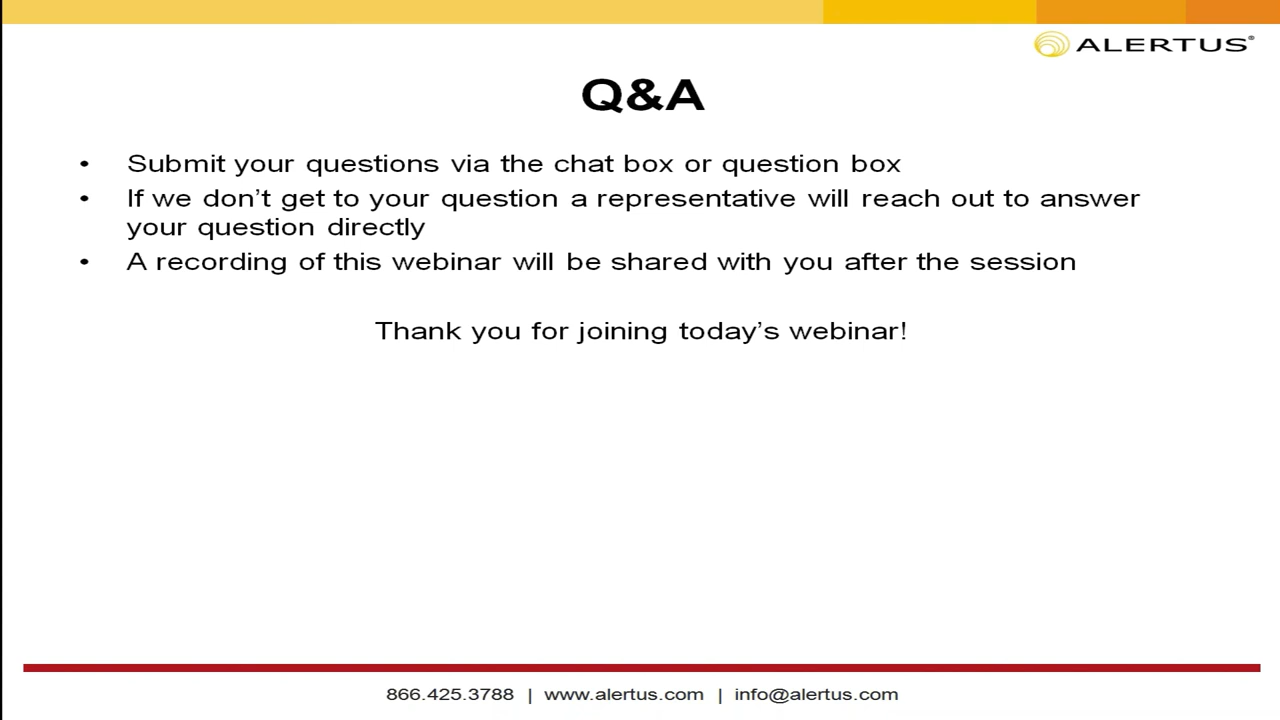 ALERTUS®
Q&A
• Submit your questions via the chat box or question box
• If we don’t get to your question a representative will reach out to answer
your question directly
• A recording of this webinar will be shared with you after the session
Thank you for joining today’s webinar!
866.425.3788 | www.alertus.com | info@alertus.com